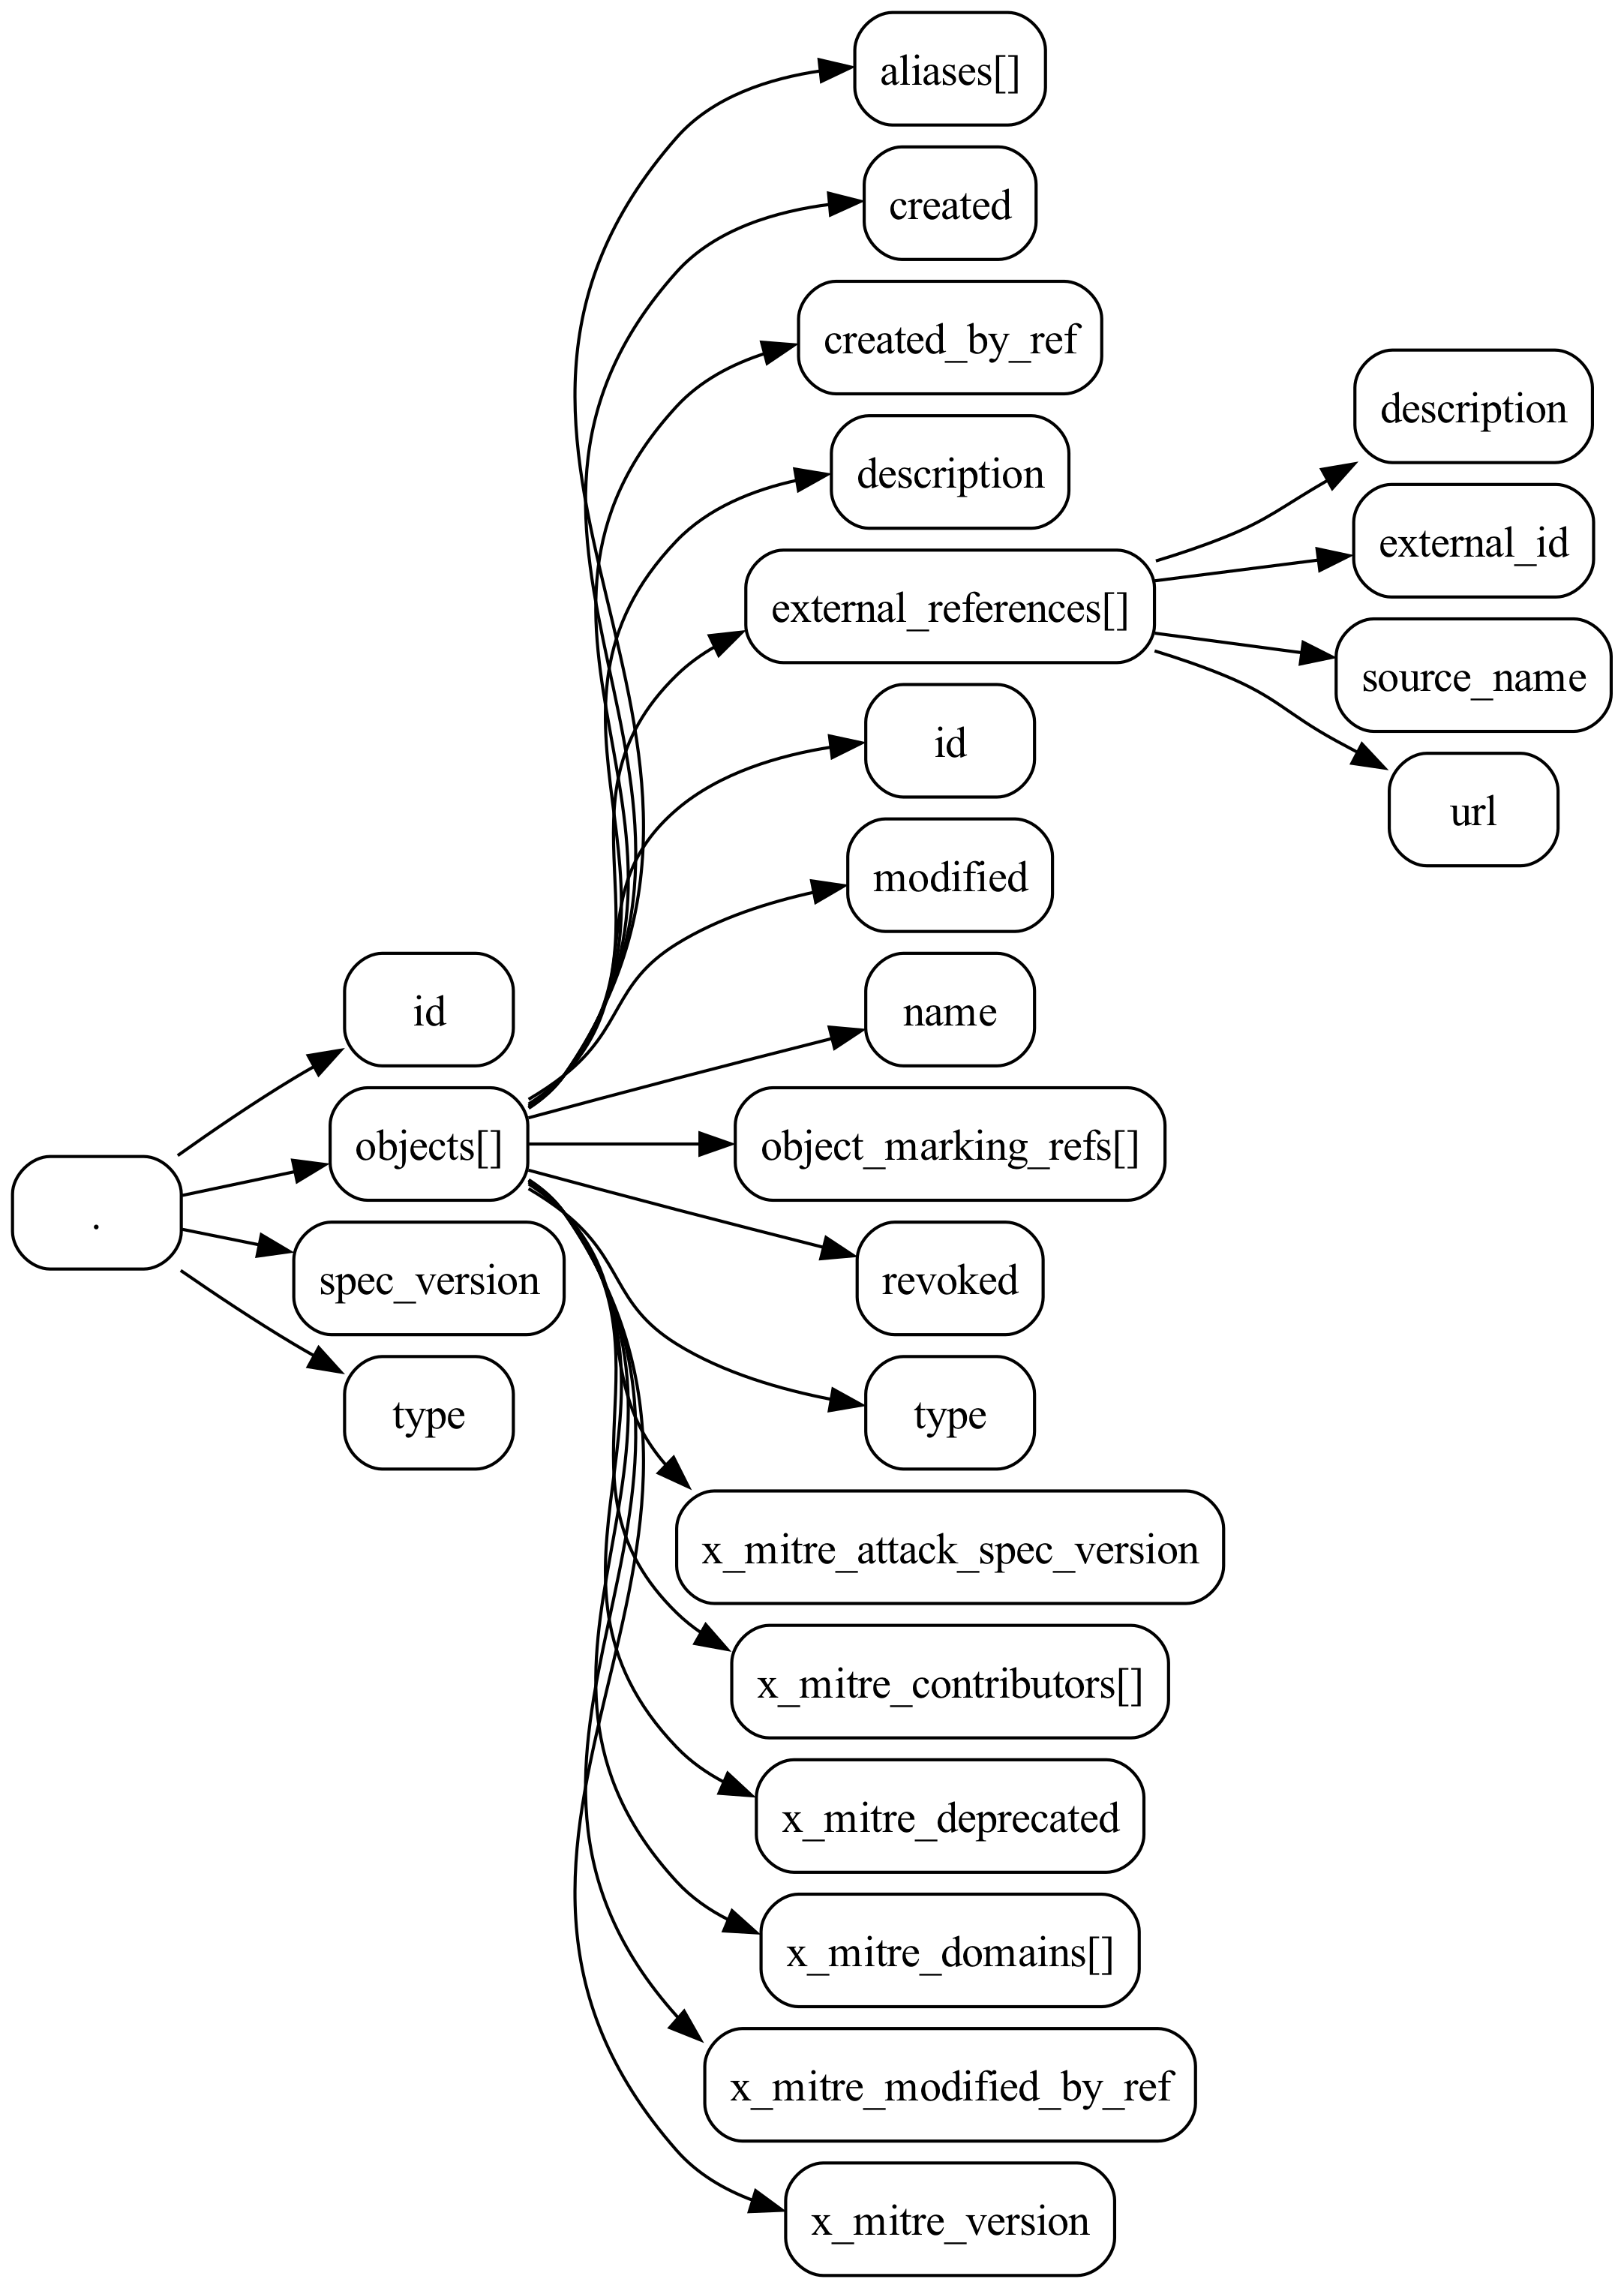 .
id
objects[]
spec_version
type
aliases[]
created
created_by_ref
description
external_references[]
id
modified
name
object_marking_refs[]
revoked
type
x_mitre_attack_spec_version
x_mitre_contributors[]
x_mitre_deprecated
x_mitre_domains[]
x_mitre_modified_by_ref
x_mitre_version
description
external_id
source_name
url